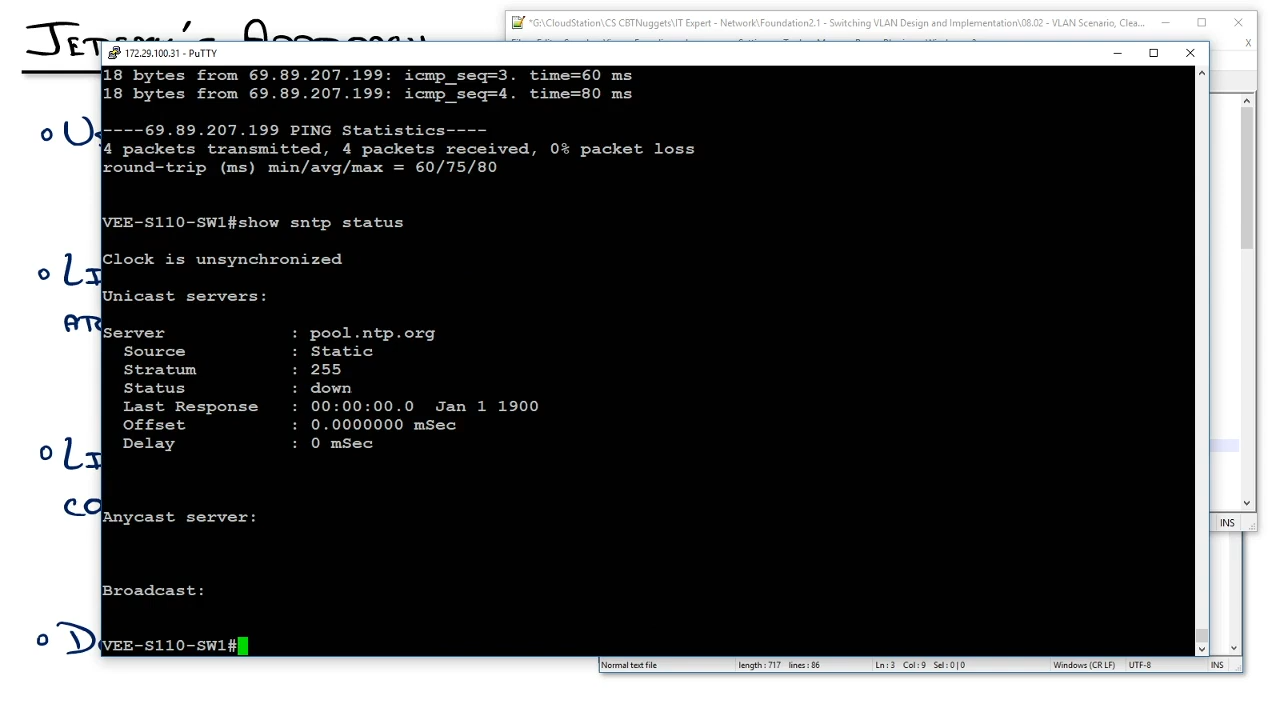 *G:\CloudStation\CS CBTNuggets\IT Expert - Network\Foundation2.1 - Switching VLAN Design and Implementation\08.02 - VLAN Scenario, Clea...
172.29.100.31 - PuTTY
18 bytes from 69.89.207.199: icmp_seq=3. time=60 ms
18 bytes from 69.89.207.199: icmp_seq=4. time=80 ms
----69.89.207.199 PING Statistics----
4 packets transmitted, 4 packets received, 0% packet loss
round-trip (ms) min/avg/max = 60/75/80
VEE-S110-SW1#show sntp status
Clock is unsynchronized
Unicast servers:
Server : pool.ntp.org
Source : Static
Stratum : 255
Status : down
Last Response : 00:00:00.0 Jan 1 1900
Offset : 0.0000000 mSec
Delay : 0 mSec
Anycast server:
INS
Broadcast:
VEE-S110-SW1#
Normal text file length : 717 lines : 86 Ln : 3 Col : 9 Sel : 0 | 0 Windows (CR LF) UTF-8 INS